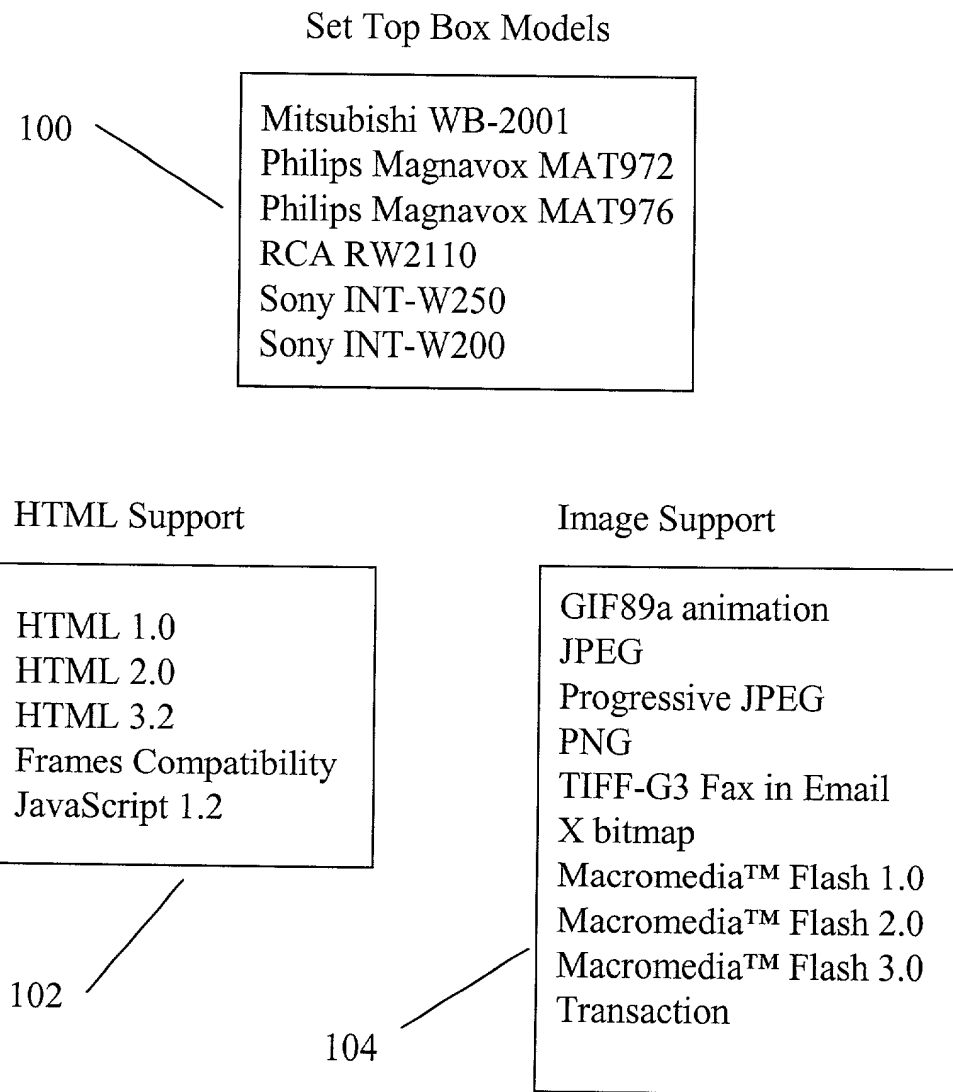 Set Top Box Models
100
Mitsubishi WB-2001
Philips Magnavox MAT972
Philips Magnavox MAT976
RCA RW2110
Sony INT-W250
Sony INT-W200
HTML Support
HTML 1.0
HTML 2.0
HTML 3.2
Frames Compatibility
JavaScript 1.2
102
Image Support
GIF89a animation
JPEG
Progressive JPEG
PNG
TIFF-G3 Fax in Email
X bitmap
Macromedia™ Flash 1.0
Macromedia™ Flash 2.0
Macromedia™ Flash 3.0
Transaction
104